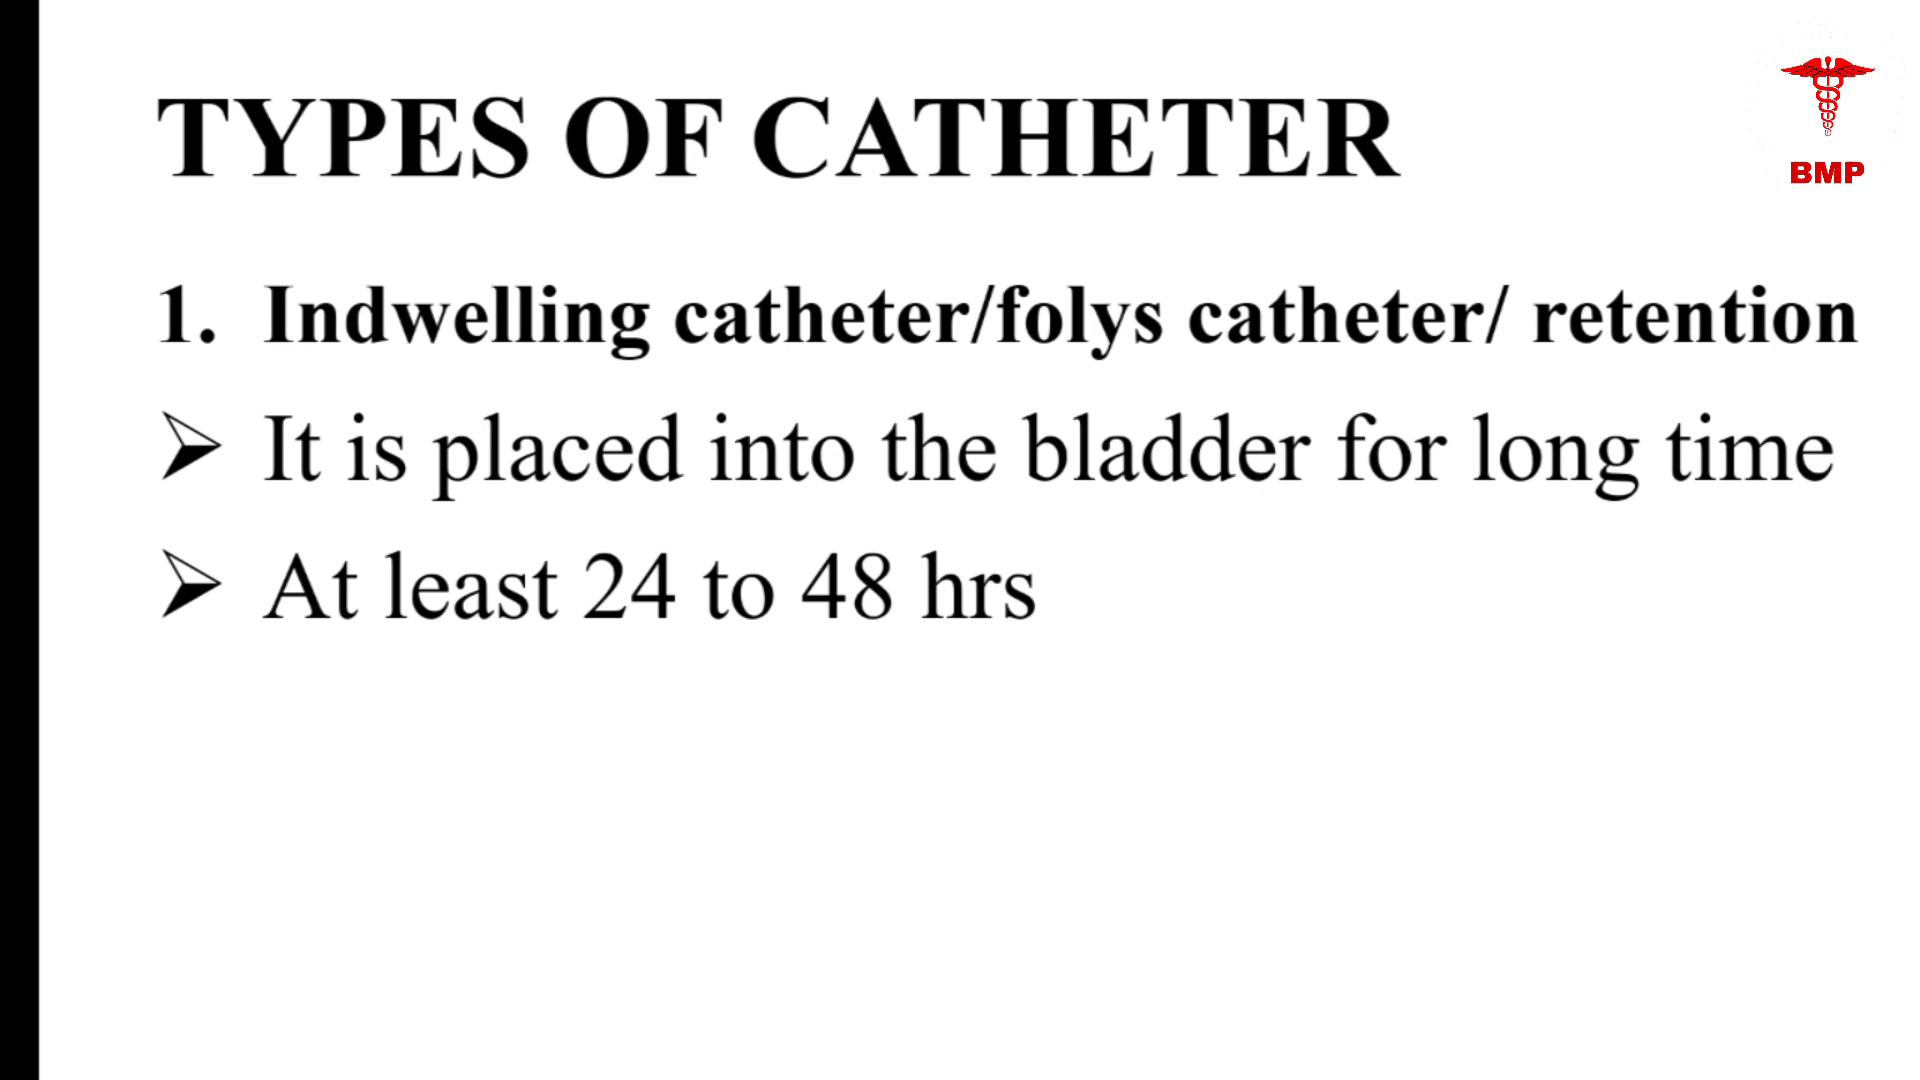 TYPES OF CATHETER
BMP
1. Indwelling catheter/folys catheter/ retention
➢ It is placed into the bladder for long time
➢ At least 24 to 48 hrs